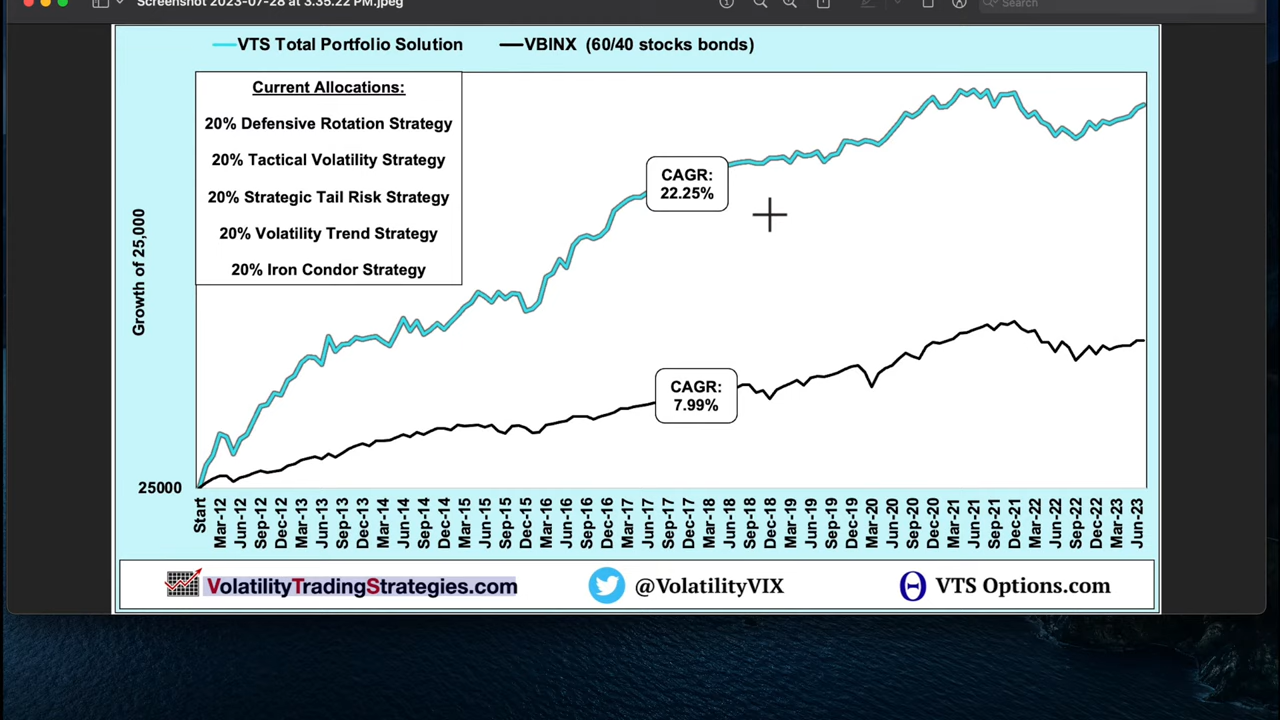 Screenshot 2023-07-28 at 3.35.22 PM.jpeg
Search
VTS Total Portfolio Solution
VBINX (60/40 stocks bonds)
Current Allocations:
20% Defensive Rotation Strategy
20% Tactical Volatility Strategy
20% Strategic Tail Risk Strategy
20% Volatility Trend Strategy
20% Iron Condor Strategy
CAGR:
22.25%
CAGR:
7.99%
Growth of 25,000
25000
Start
Mar-12
Jun-12
Sep-12
Dec-12
Mar-13
Jun-13
Sep-13
Dec-13
Mar-14
Jun-14
Sep-14
Dec-14
Mar-15
Jun-15
Sep-15
Dec-15
Mar-16
Jun-16
Sep-16
Dec-16
Mar-17
Jun-17
Sep-17
Dec-17
Mar-18
Jun-18
Sep-18
Dec-18
Mar-19
Jun-19
Sep-19
Dec-19
Mar-20
Jun-20
Sep-20
Dec-20
Mar-21
Jun-21
Sep-21
Dec-21
Mar-22
Jun-22
Sep-22
Dec-22
Mar-23
Jun-23
VolatilityTradingStrategies.com
@VolatilityVIX
VTS Options.com